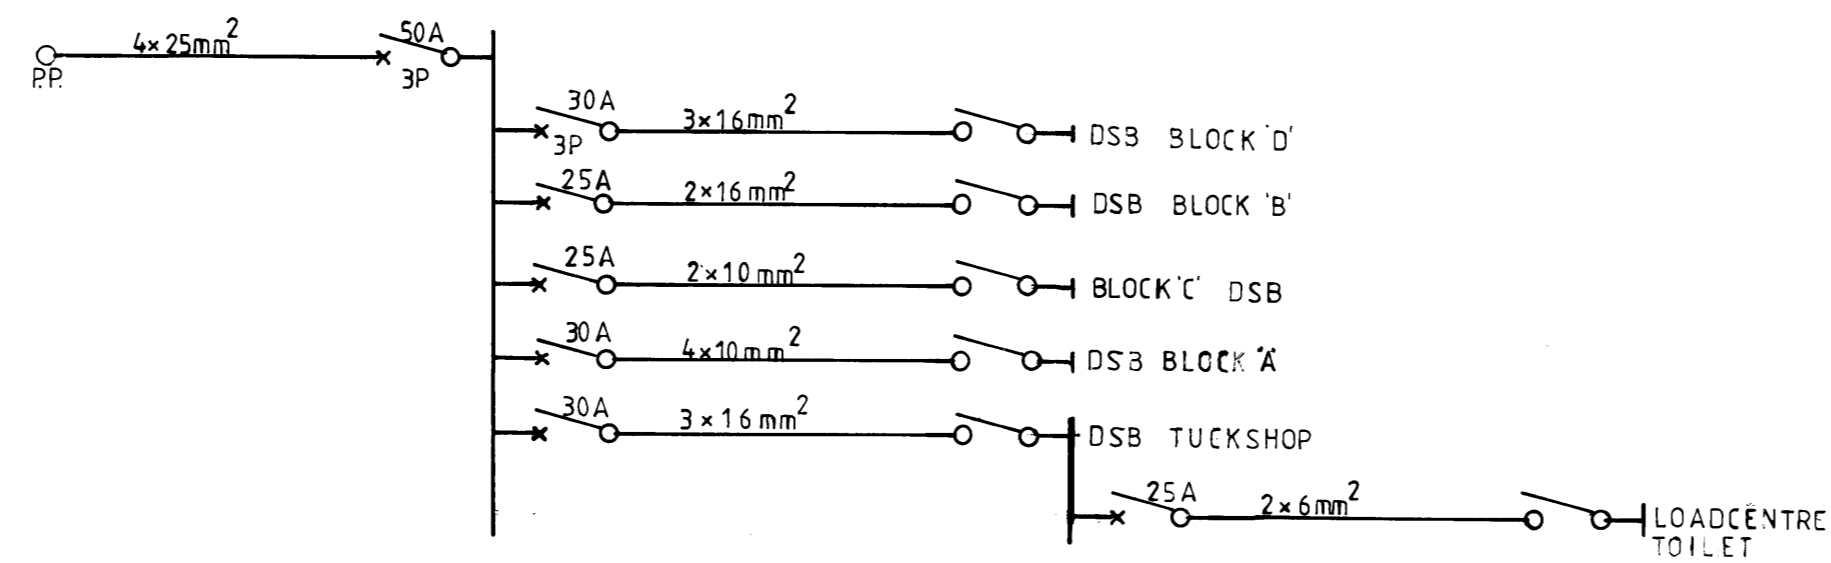 4×25mm²
50A
P.P.
3P
30A
3×16mm²
3P
DSB BLOCK 'D'
25A
2×16mm²
DSB BLOCK 'B'
25A
2×10mm²
BLOCK 'C' DSB
30A
4×10mm²
DSB BLOCK 'A'
30A
3×16mm²
DSB TUCKSHOP
25A
2×6mm²
LOADCENTRE
TOILET